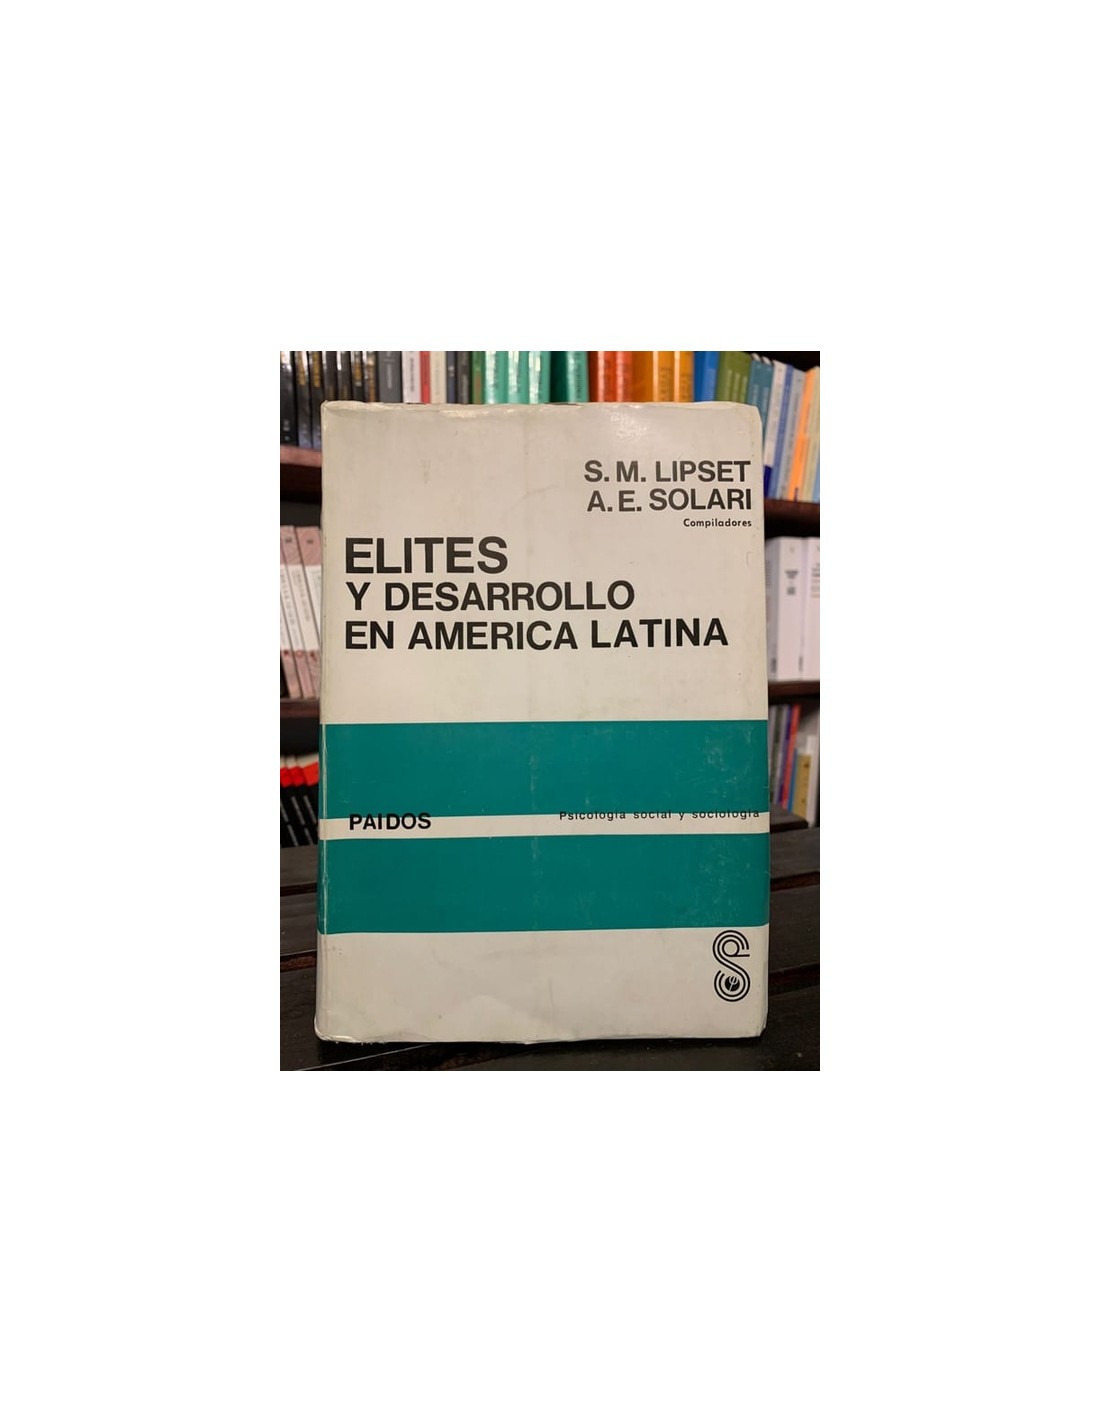 S. M. LIPSET
A. E. SOLARI
Compiladores
ELITES
Y DESARROLLO
EN AMERICA LATINA
PAIDOS
Psicología social y sociología